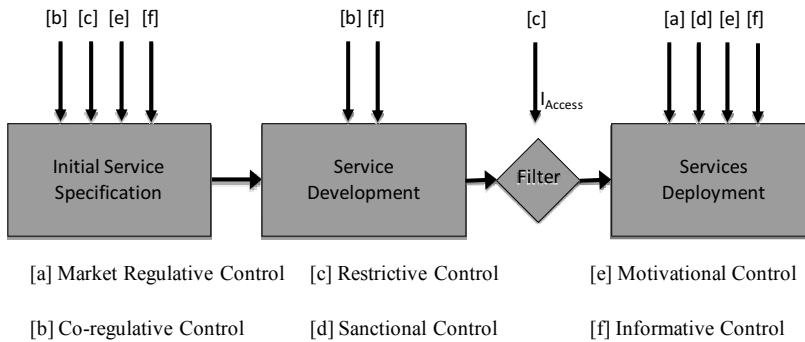 [b] [c] [e] [f] [b] [f] [c] [a] [d] [e] [f]
I Access
Initial Service
Specification
Service
Development
Filter
Services
Deployment
[a] Market Regulative Control [c] Restrictive Control [e] Motivational Control
[b] Co-regulative Control [d] Sanctional Control [f] Informative Control